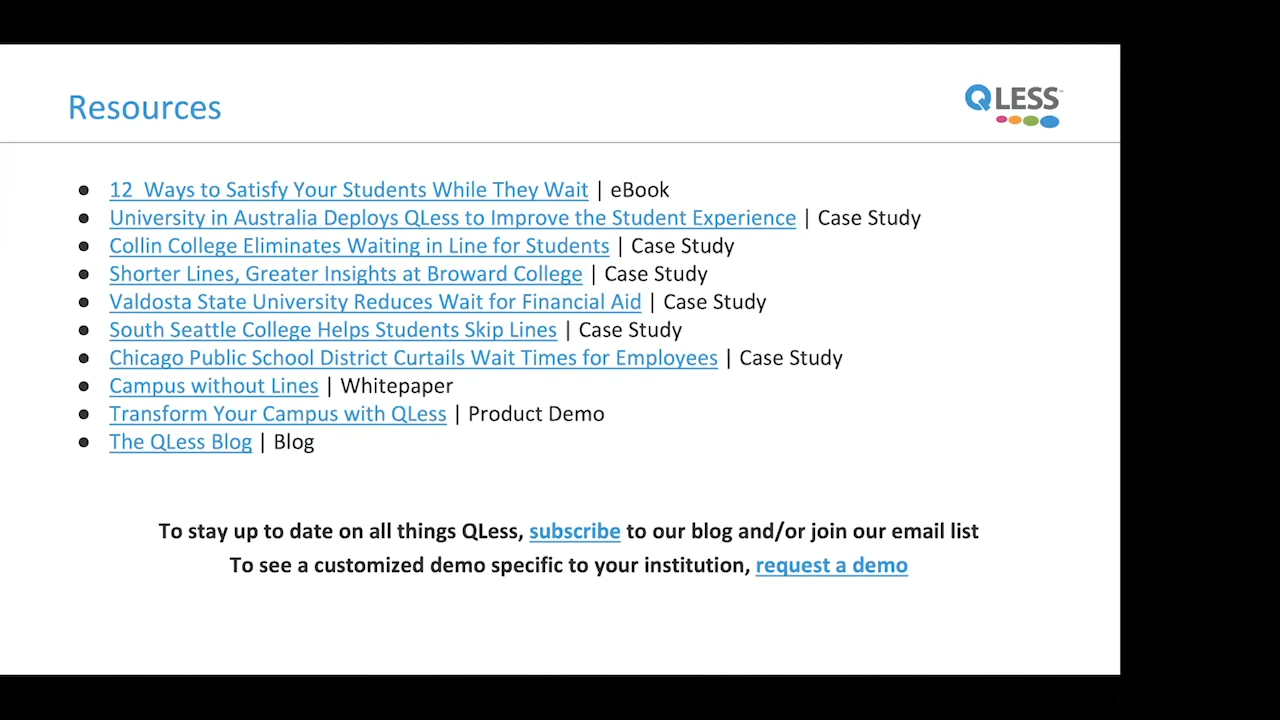 Resources
QLESS™
● 12  Ways to Satisfy Your Students While They Wait | eBook
● University in Australia Deploys QLess to Improve the Student Experience | Case Study
● Collin College Eliminates Waiting in Line for Students | Case Study
● Shorter Lines, Greater Insights at Broward College | Case Study
● Valdosta State University Reduces Wait for Financial Aid | Case Study
● South Seattle College Helps Students Skip Lines | Case Study
● Chicago Public School District Curtails Wait Times for Employees | Case Study
● Campus without Lines | Whitepaper
● Transform Your Campus with QLess | Product Demo
● The QLess Blog | Blog
To stay up to date on all things QLess, subscribe to our blog and/or join our email list
To see a customized demo specific to your institution, request a demo